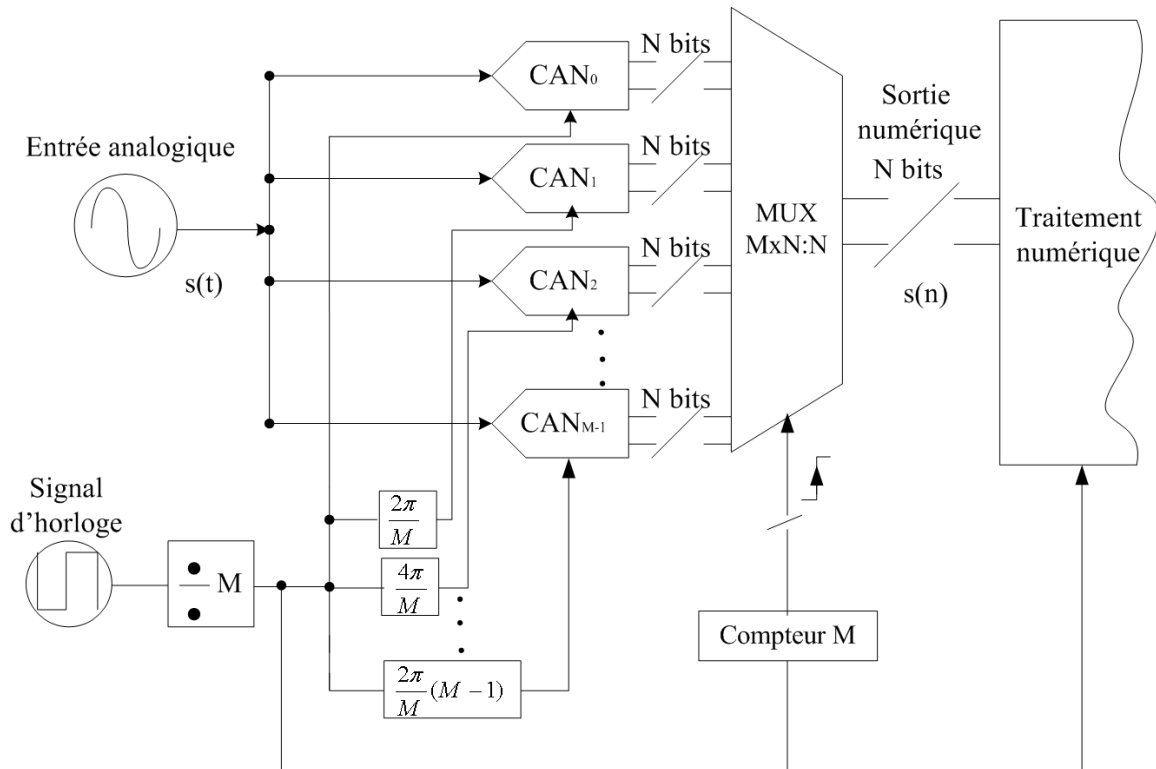 Entrée analogique
s(t)
CAN₀
CAN₁
CAN₂
CAN_{M-1}
N bits
N bits
N bits
N bits
MUX
MxN:N
Sortie
numérique
N bits
s(n)
Traitement
numérique
Signal
d’horloge
÷ M
2π/M
4π/M
2π/M (M − 1)
Compteur M